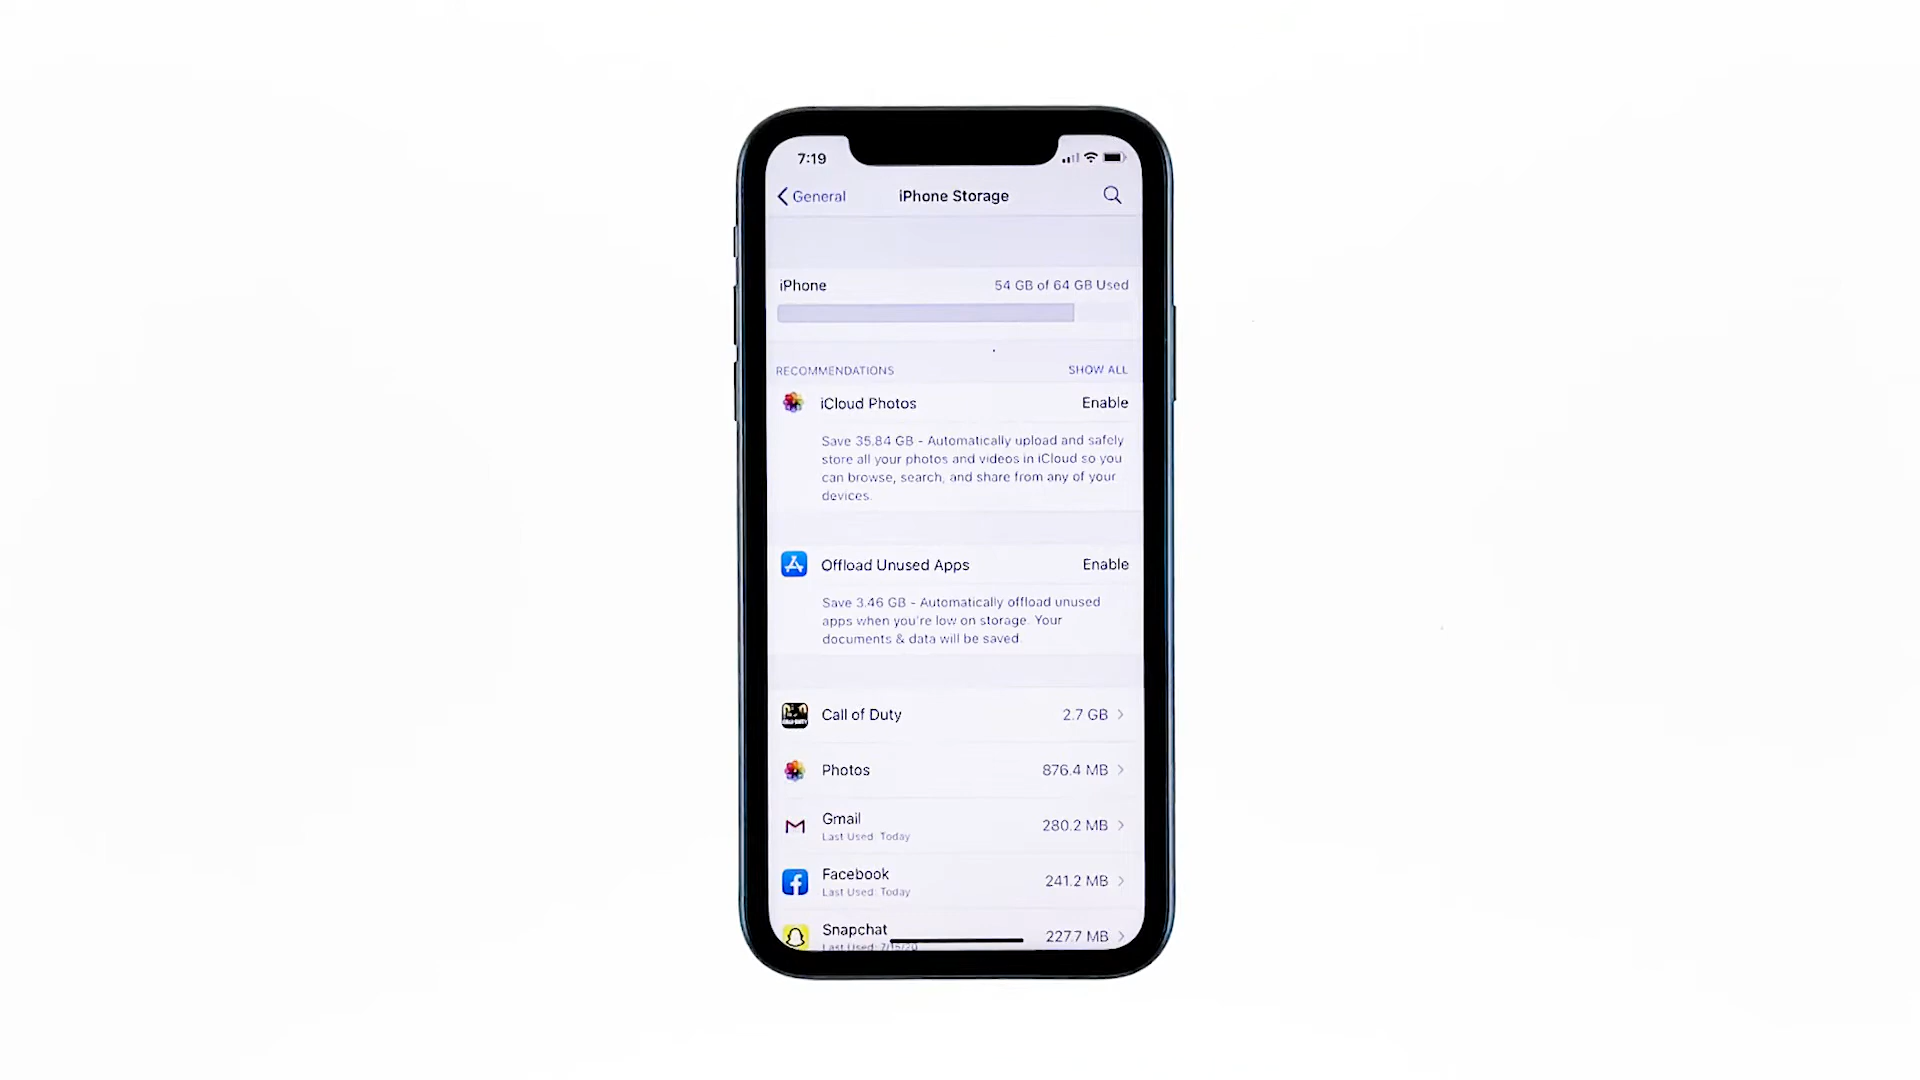 7:19
General
iPhone Storage
iPhone
54 GB of 64 GB Used
RECOMMENDATIONS
SHOW ALL
iCloud Photos
Enable
Save 35.84 GB - Automatically upload and safely
store all your photos and videos in iCloud so you
can browse, search, and share from any of your
devices.
Offload Unused Apps
Enable
Save 3.46 GB - Automatically offload unused
apps when you're low on storage. Your
documents & data will be saved.
Call of Duty
2.7 GB
Photos
876.4 MB
Gmail
280.2 MB
Last Used: Today
Facebook
241.2 MB
Last Used: Today
Snapchat
227.7 MB
Last Used: 7/15/20